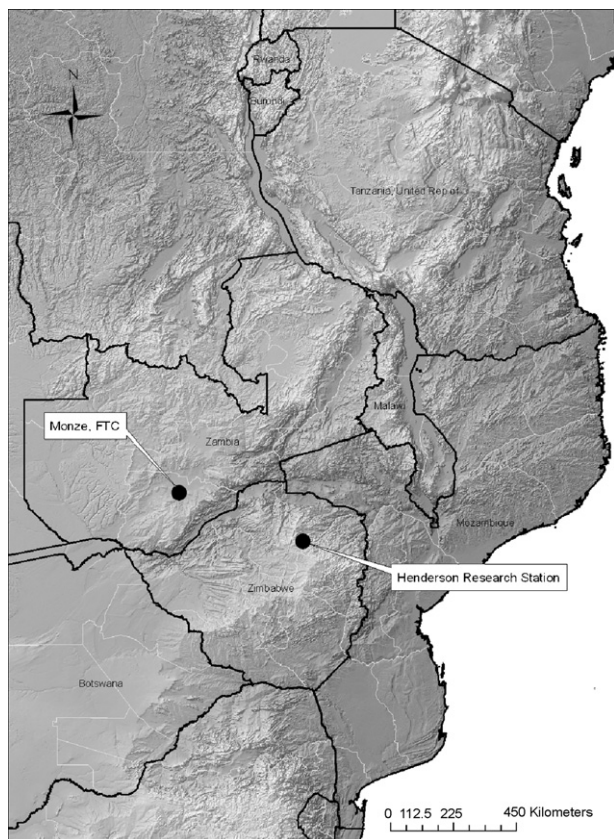 N
Rwanda
Burundi
Tanzania, United Rep of
Malawi
Monze, FTC
Zambia
Mozambique
Henderson Research Station
Zimbabwe
Botswana
0 112.5 225 450 Kilometers